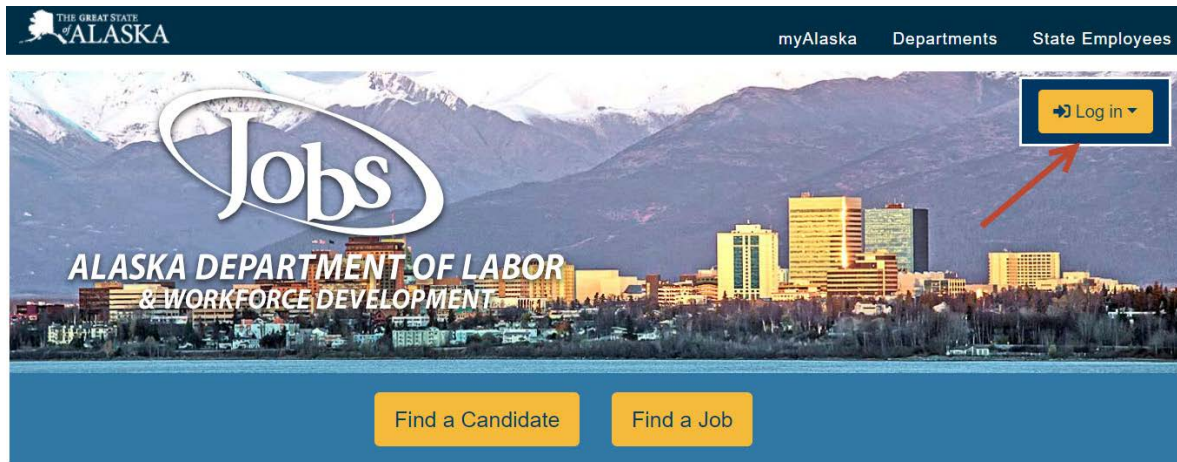 THE GREAT STATE
of ALASKA
myAlaska Departments State Employees
Log in
Jobs
ALASKA DEPARTMENT OF LABOR
& WORKFORCE DEVELOPMENT
Find a Candidate Find a Job